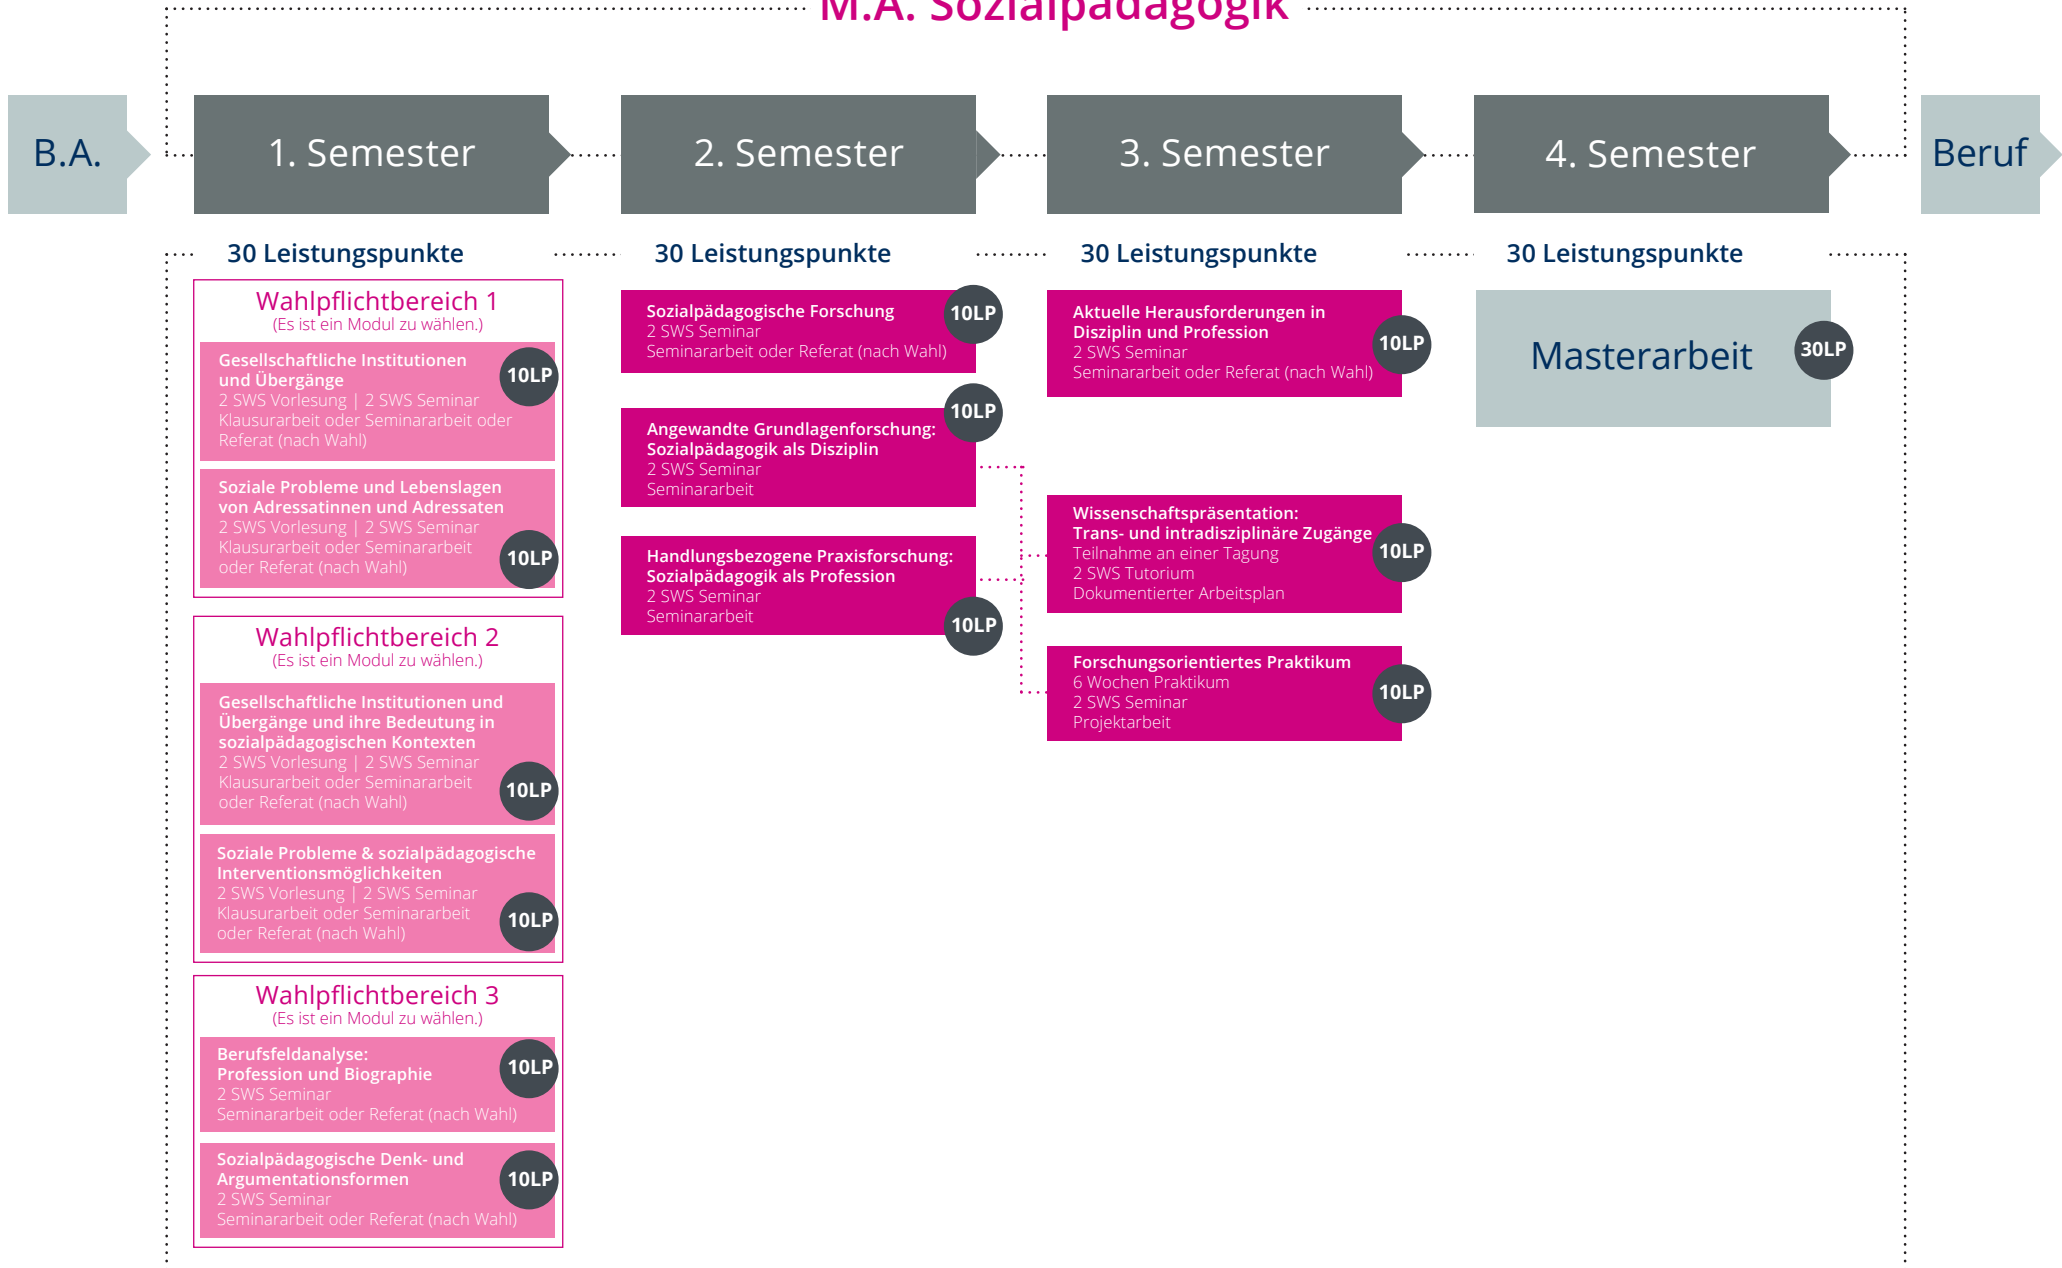 M.A. Sozialpädagogik
B.A.
1. Semester
2. Semester
3. Semester
4. Semester
Beruf
30 Leistungspunkte
30 Leistungspunkte
30 Leistungspunkte
30 Leistungspunkte
Wahlpflichtbereich 1
(Es ist ein Modul zu wählen.)
Gesellschaftliche Institutionen
und Übergänge
2 SWS Vorlesung | 2 SWS Seminar
Klausurarbeit oder Seminararbeit oder
Referat (nach Wahl)
10LP
Soziale Probleme und Lebenslagen
von Adressatinnen und Adressaten
2 SWS Vorlesung | 2 SWS Seminar
Klausurarbeit oder Seminararbeit
oder Referat (nach Wahl)
10LP
Wahlpflichtbereich 2
(Es ist ein Modul zu wählen.)
Gesellschaftliche Institutionen und
Übergänge und ihre Bedeutung in
sozialpädagogischen Kontexten
2 SWS Vorlesung | 2 SWS Seminar
Klausurarbeit oder Seminararbeit
oder Referat (nach Wahl)
10LP
Soziale Probleme & sozialpädagogische
Interventionsmöglichkeiten
2 SWS Vorlesung | 2 SWS Seminar
Klausurarbeit oder Seminararbeit
oder Referat (nach Wahl)
10LP
Wahlpflichtbereich 3
(Es ist ein Modul zu wählen.)
Berufsfeldanalyse:
Profession und Biographie
2 SWS Seminar
Seminararbeit oder Referat (nach Wahl)
10LP
Sozialpädagogische Denk- und
Argumentationsformen
2 SWS Seminar
Seminararbeit oder Referat (nach Wahl)
10LP
Sozialpädagogische Forschung
2 SWS Seminar
Seminararbeit oder Referat (nach Wahl)
10LP
Angewandte Grundlagenforschung:
Sozialpädagogik als Disziplin
2 SWS Seminar
Seminararbeit
10LP
Handlungsbezogene Praxisforschung:
Sozialpädagogik als Profession
2 SWS Seminar
Seminararbeit
10LP
Aktuelle Herausforderungen in
Disziplin und Profession
2 SWS Seminar
Seminararbeit oder Referat (nach Wahl)
10LP
Wissenschaftspräsentation:
Trans- und intradisziplinäre Zugänge
Teilnahme an einer Tagung
2 SWS Tutorium
Dokumentierter Arbeitsplan
10LP
Forschungsorientiertes Praktikum
6 Wochen Praktikum
2 SWS Seminar
Projektarbeit
10LP
Masterarbeit
30LP